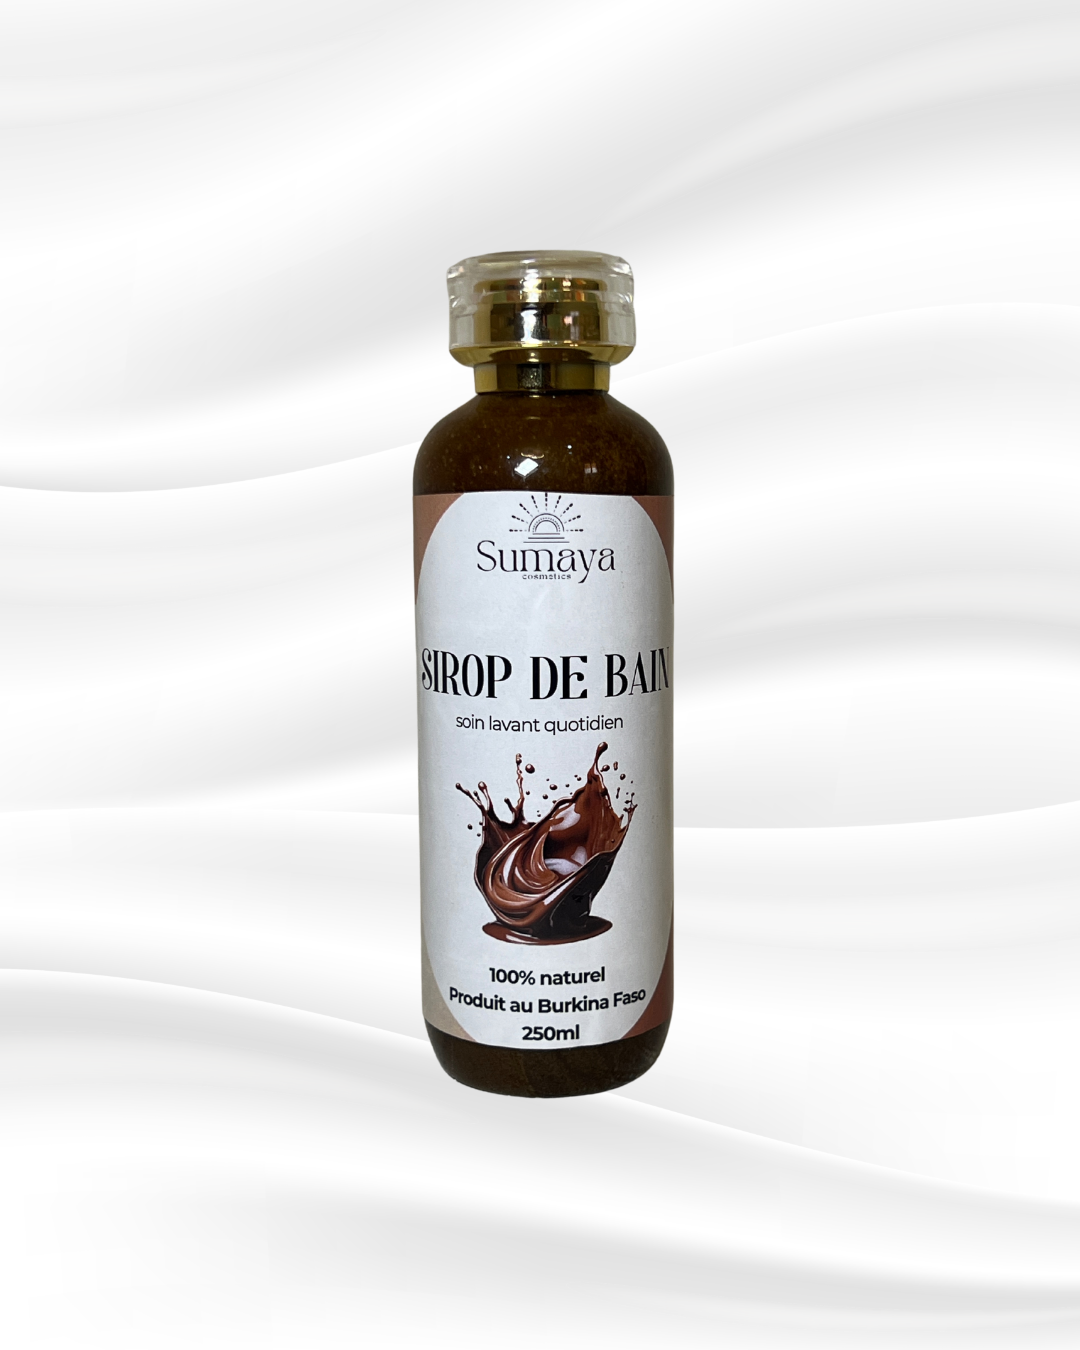 Sumaya
cosmetics
SIROP DE BAIN
soin lavant quotidien
100% naturel
Produit au Burkina Faso
250ml